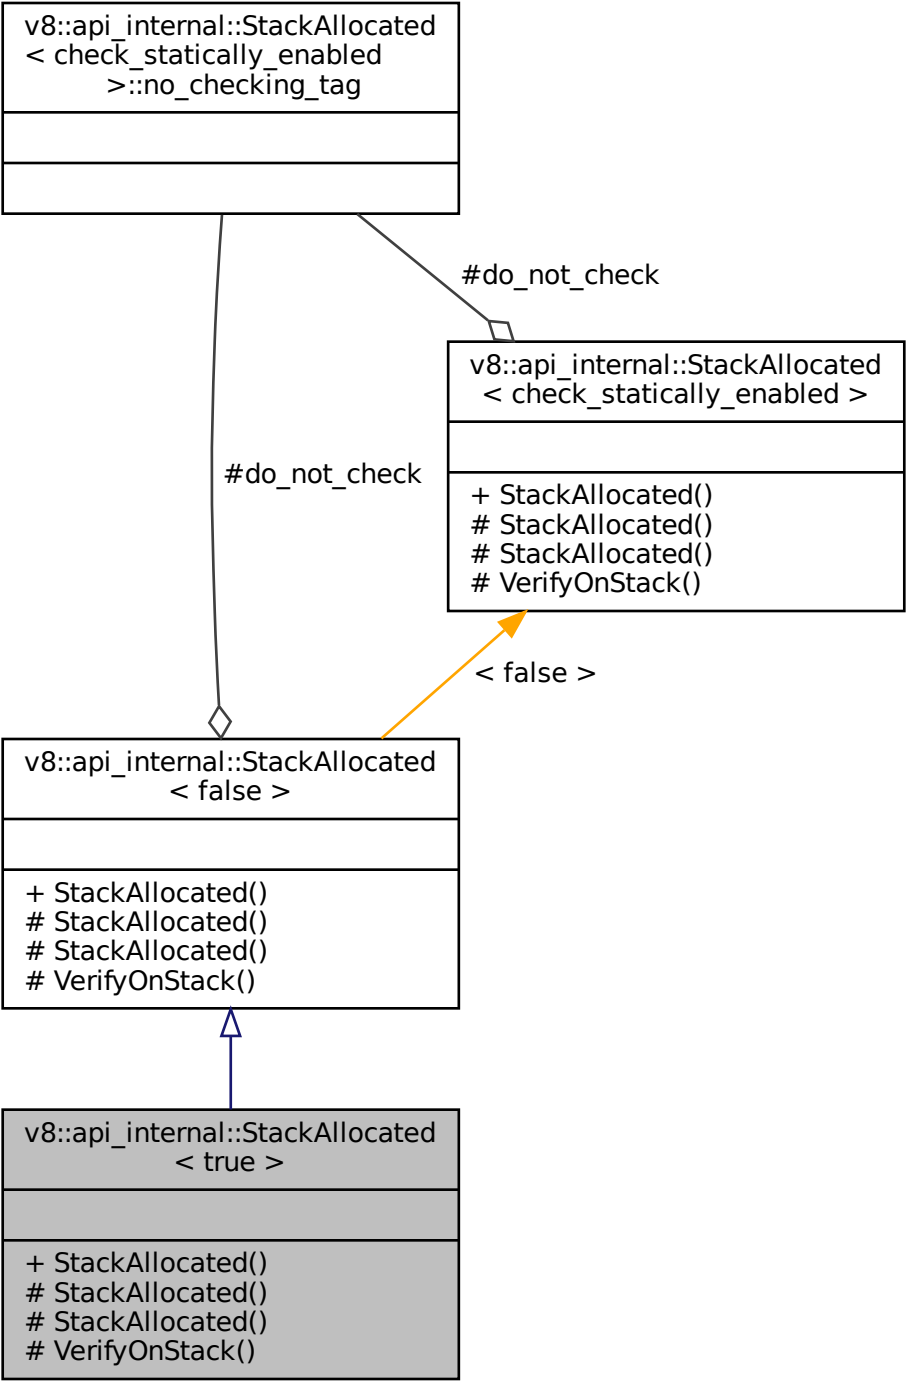 v8::api_internal::StackAllocated
< check_statically_enabled
>::no_checking_tag
#do_not_check
v8::api_internal::StackAllocated
< check_statically_enabled >
#do_not_check
+ StackAllocated()
# StackAllocated()
# StackAllocated()
# VerifyOnStack()
< false >
v8::api_internal::StackAllocated
< false >
+ StackAllocated()
# StackAllocated()
# StackAllocated()
# VerifyOnStack()
v8::api_internal::StackAllocated
< true >
+ StackAllocated()
# StackAllocated()
# StackAllocated()
# VerifyOnStack()